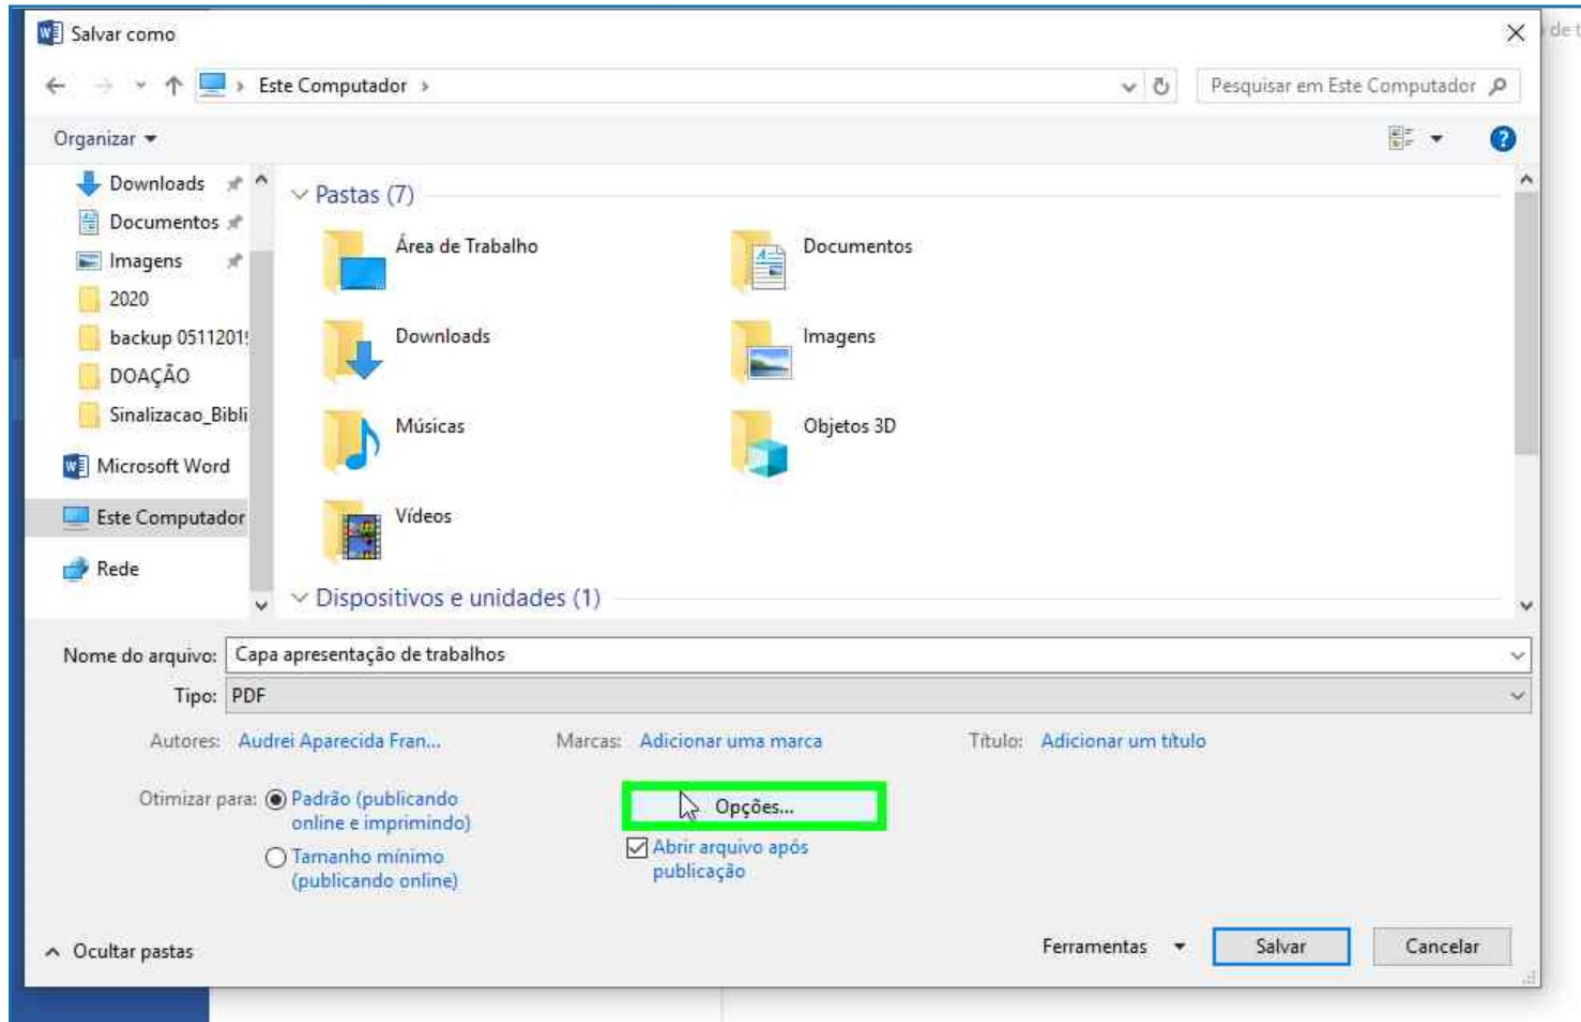 Salvar como
de t
Este Computador
Pesquisar em Este Computador
Organizar
Downloads
Documentos
Imagens
2020
backup 0511201
DOAÇÃO
Sinalizacao_Bibli
Microsoft Word
Este Computador
Rede
Pastas (7)
Área de Trabalho
Documentos
Downloads
Imagens
Músicas
Objetos 3D
Vídeos
Dispositivos e unidades (1)
Nome do arquivo: Capa apresentação de trabalhos
Tipo: PDF
Autores: Audrei Aparecida Fran... Marcas: Adicionar uma marca Título: Adicionar um título
Otimizar para: Padrão (publicando
online e imprimindo)
Tamanho mínimo
(publicando online)
Opções...
Abrir arquivo após
publicação
Ocultar pastas
Ferramentas Salvar Cancelar